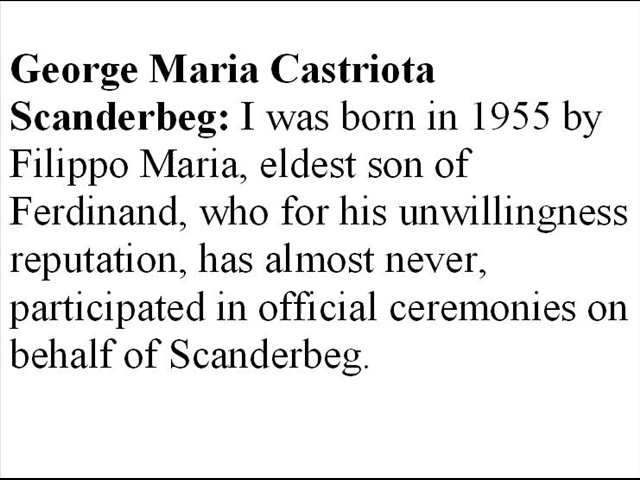 George Maria Castriota
Scanderbeg: I was born in 1955 by
Filippo Maria, eldest son of
Ferdinand, who for his unwillingness
reputation, has almost never,
participated in official ceremonies on
behalf of Scanderbeg.